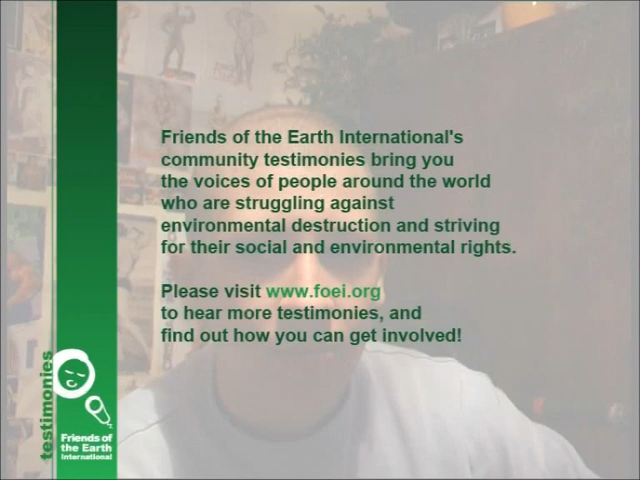 Friends of the Earth International's
community testimonies bring you
the voices of people around the world
who are struggling against
environmental destruction and striving
for their social and environmental rights.
Please visit www.foei.org
to hear more testimonies, and
find out how you can get involved!
testimonies
Friends of
the Earth
International